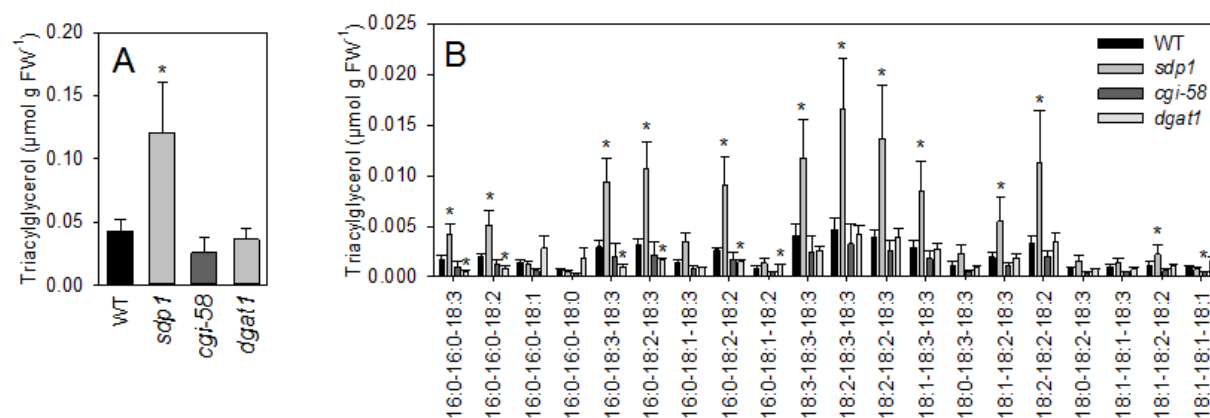 Triacylglycerol (µmol g FW⁻¹)
0.20
0.15
0.10
0.05
0.00
A
*
WT
sdp1
cgi-58
dgat1
Triacylglycerol (µmol g FW⁻¹)
0.025
0.020
0.015
0.010
0.005
0.000
B
WT
sdp1
cgi-58
dgat1
* * * * * * * * * * * * * * * * * * *
16:0-16:0-18:3
16:0-16:0-18:2
16:0-16:0-18:1
16:0-16:0-18:0
16:0-18:3-18:3
16:0-18:2-18:3
16:0-18:1-18:3
16:0-18:2-18:2
16:0-18:1-18:2
18:3-18:3-18:3
18:2-18:3-18:3
18:2-18:2-18:3
18:1-18:3-18:3
18:0-18:3-18:3
18:1-18:2-18:3
18:2-18:2-18:2
18:0-18:2-18:3
18:1-18:1-18:3
18:1-18:2-18:2
18:1-18:1-18:1